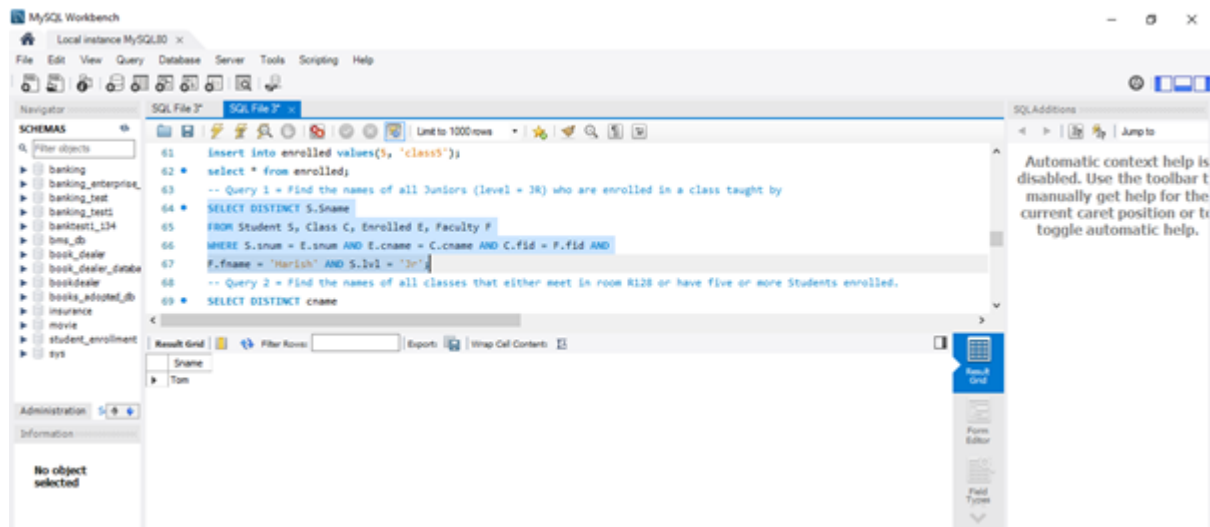 MySQL Workbench
Local instance MySQL80 ×
File Edit View Query Database Server Tools Scripting Help
Navigator
SCHEMAS
Filter objects
banking
banking_enterprise_
banking_test
banking_test1
banktest1_134
bms_db
book_dealer
book_dealer_databa
bookdealer
books_adopted_db
insurance
movie
student_enrollment
sys
Administration S
Information
No object
selected
SQL File 3* SQL File 3* ×
Limit to 1000 rows
61 insert into enrolled values(5, 'class5');
62 select * from enrolled;
63 -- Query 1 = Find the names of all Juniors (level = JR) who are enrolled in a class taught by
64 SELECT DISTINCT S.Sname
65 FROM Student S, Class C, Enrolled E, Faculty F
66 WHERE S.snum = E.snum AND E.cname = C.cname AND C.fid = F.fid AND
67 F.fname = 'Harish' AND S.lvl = 'Jr';
68 -- Query 2 = Find the names of all classes that either meet in room R128 or have five or more Students enrolled.
69 SELECT DISTINCT cname
Result Grid Filter Rows: Export: Wrap Cell Content:
Sname
Tom
Result
Grid
Form
Editor
Field
Types
SQLAdditions
Jump to
Automatic context help is
disabled. Use the toolbar t
manually get help for the
current caret position or to
toggle automatic help.